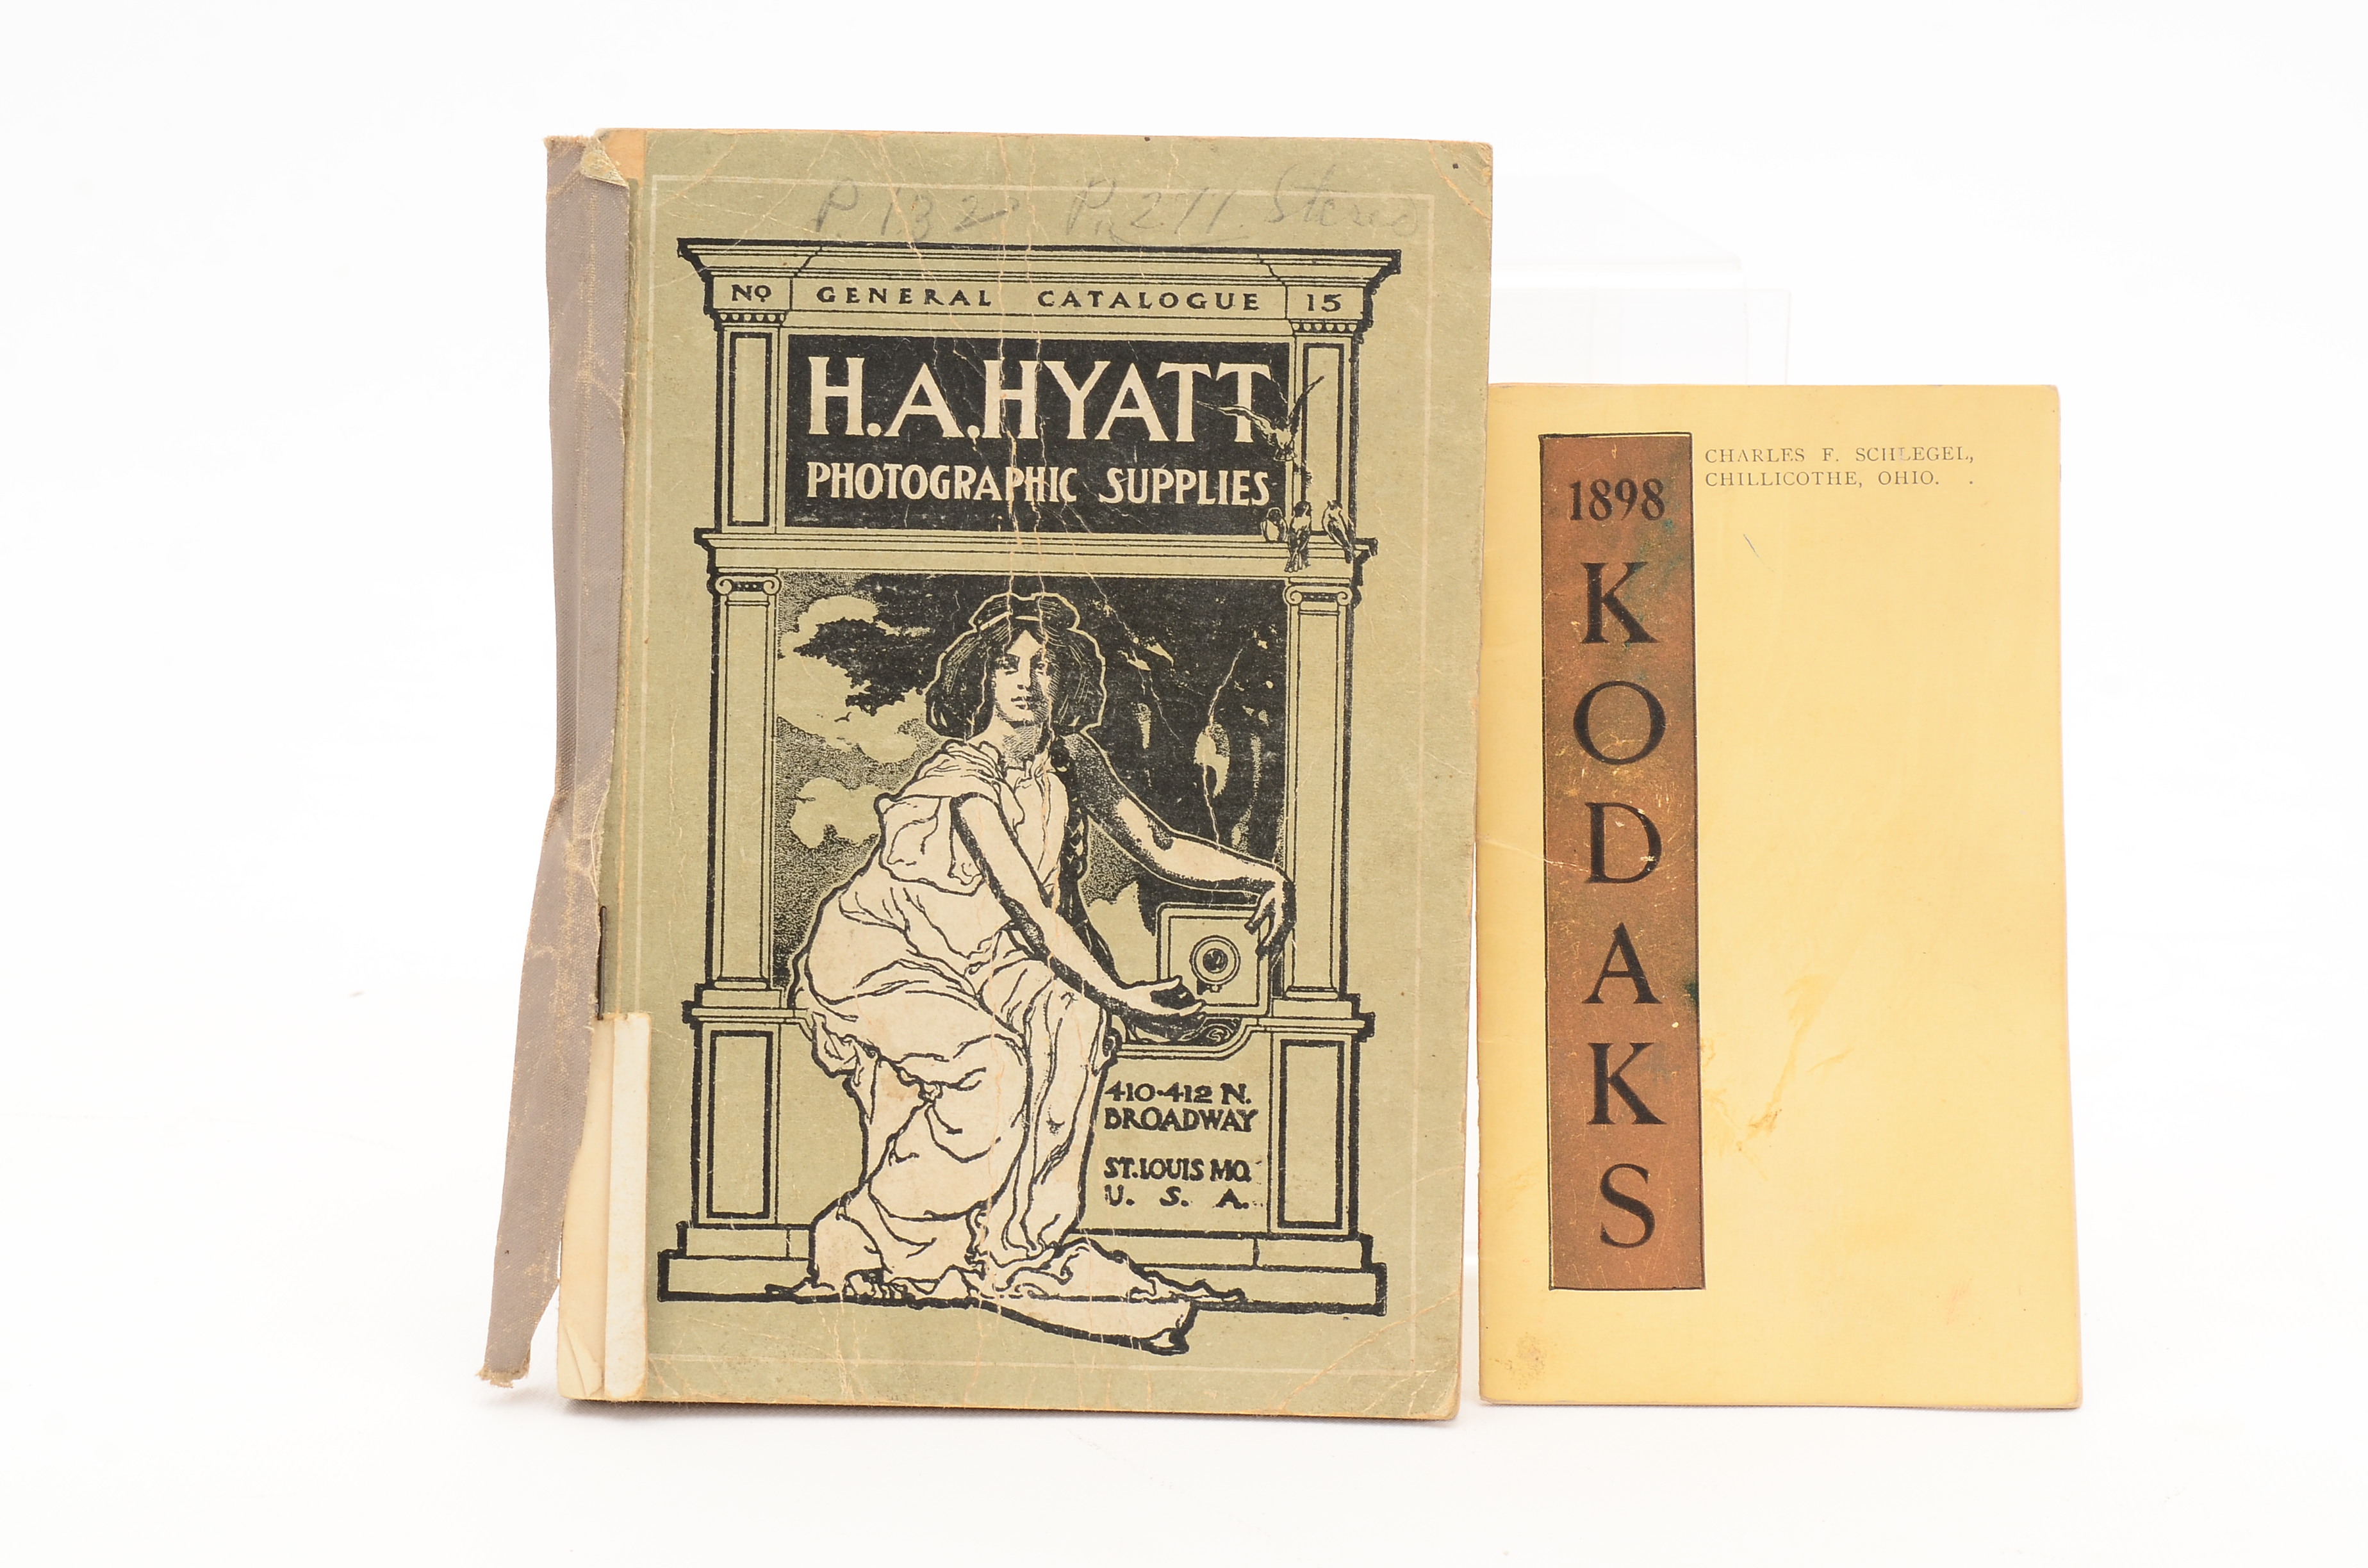 P. 132 Stereo
No GENERAL CATALOGUE 15
H.A.HYATT
PHOTOGRAPHIC SUPPLIES
410-412 N.
BROADWAY
ST.LOUIS MO.
U. S. A.
1898
KODAKS
CHARLES F. SCHLEGEL,
CHILLICOTHE, OHIO. .